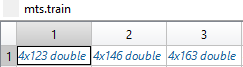 mts.train
1 2 3
1 4x123 double 4x146 double 4x163 double